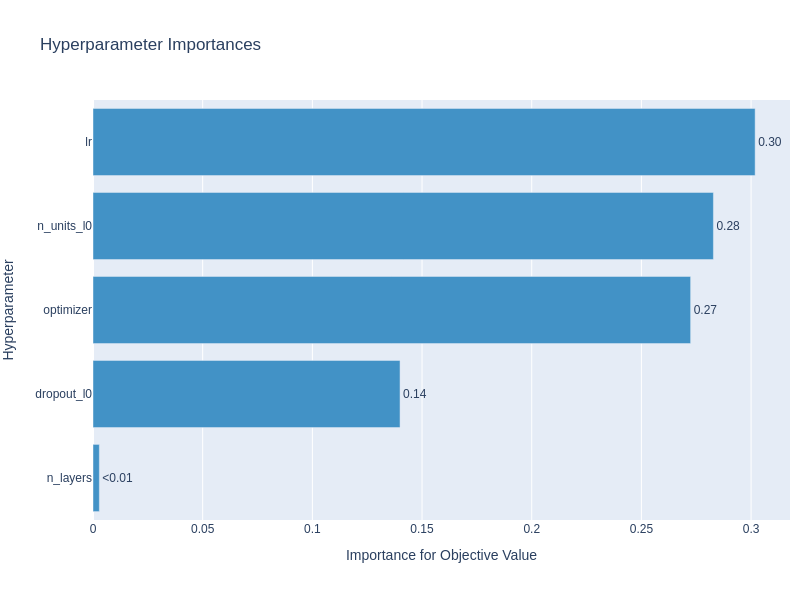 Hyperparameter Importances
Hyperparameter
lr
0.30
n_units_l0
0.28
optimizer
0.27
dropout_l0
0.14
n_layers
<0.01
0 0.05 0.1 0.15 0.2 0.25 0.3
Importance for Objective Value